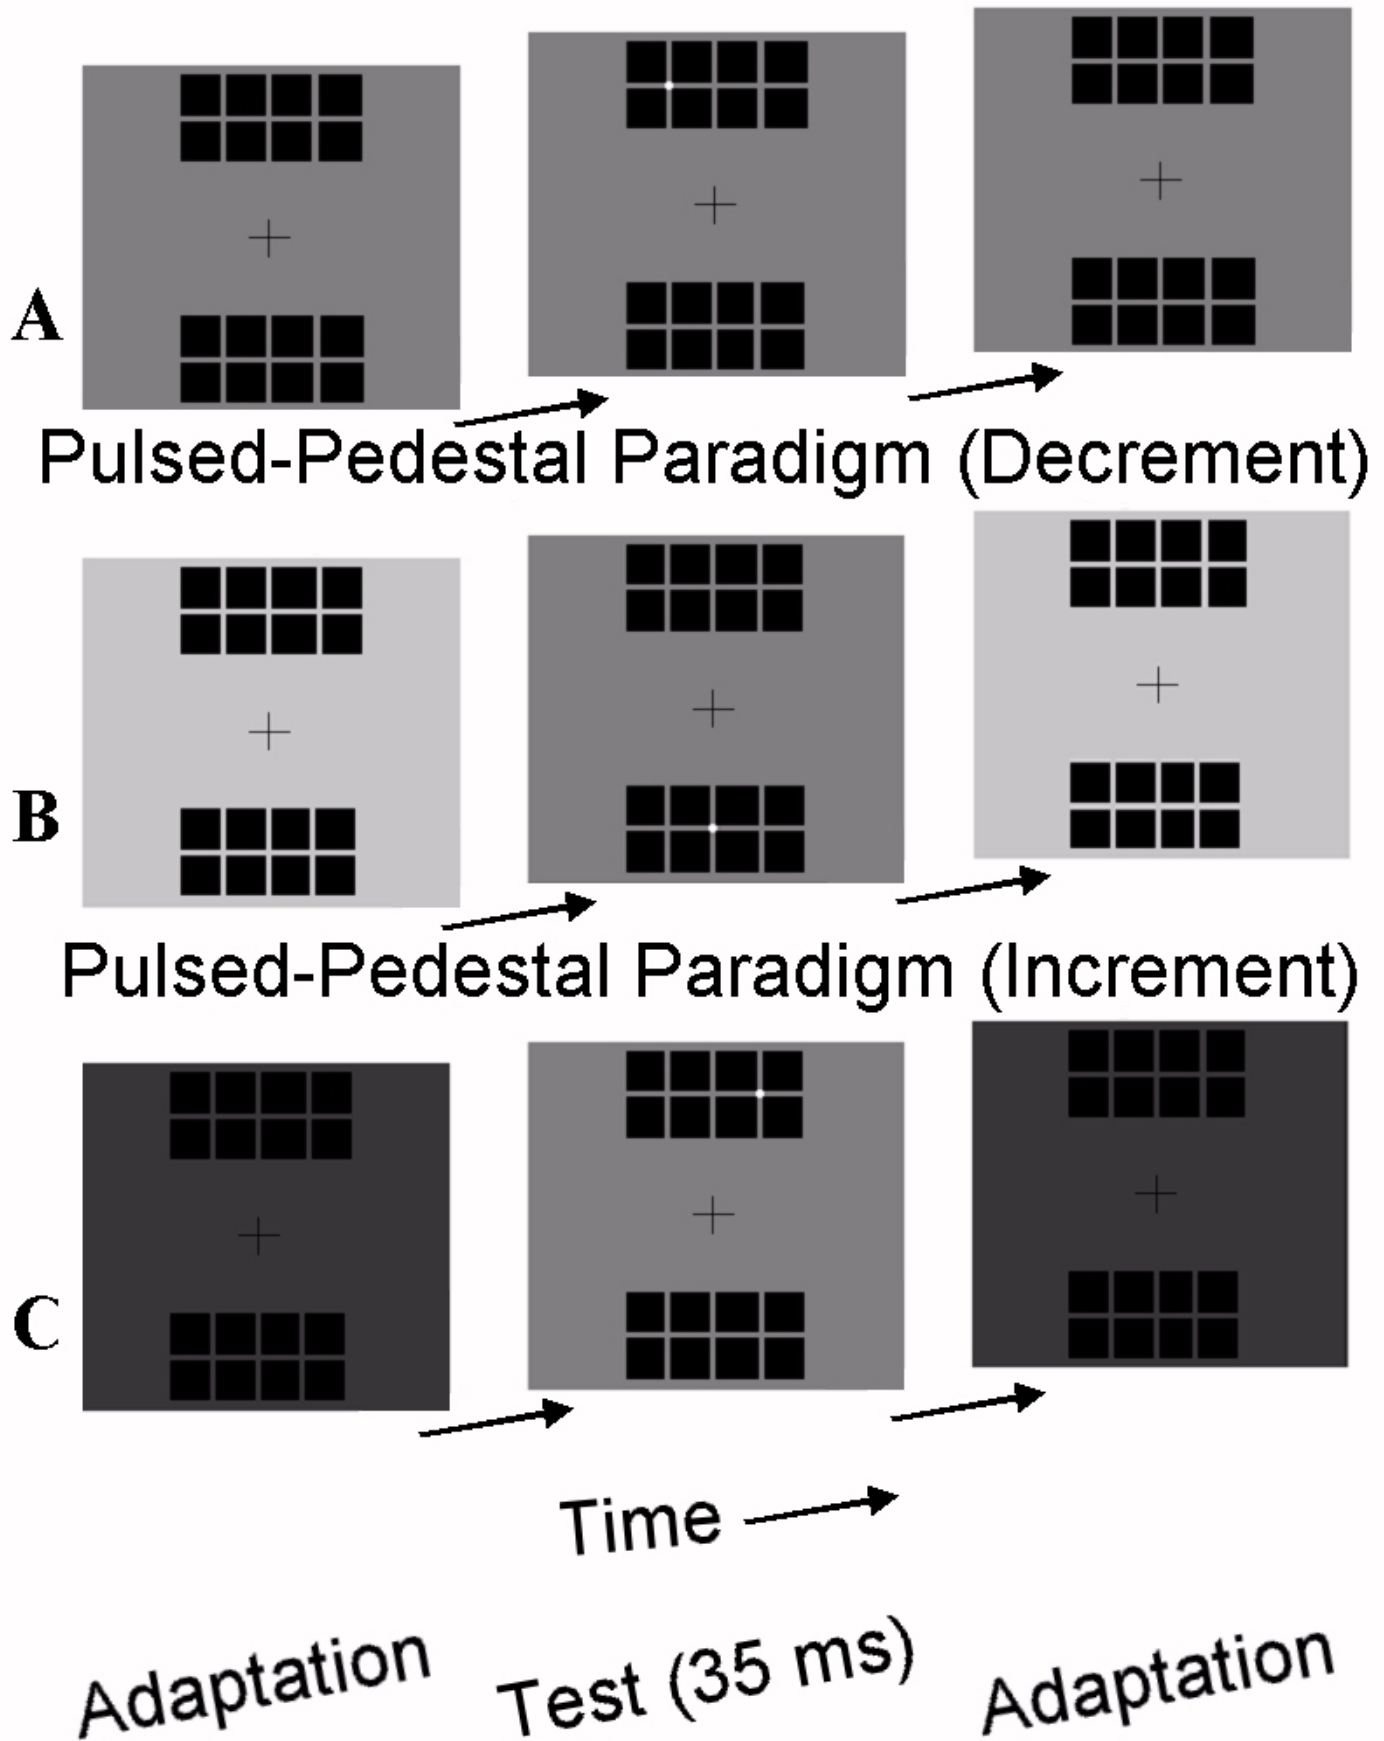 A
Pulsed-Pedestal Paradigm (Decrement)
B
Pulsed-Pedestal Paradigm (Increment)
C
Time
Adaptation
Test (35 ms)
Adaptation